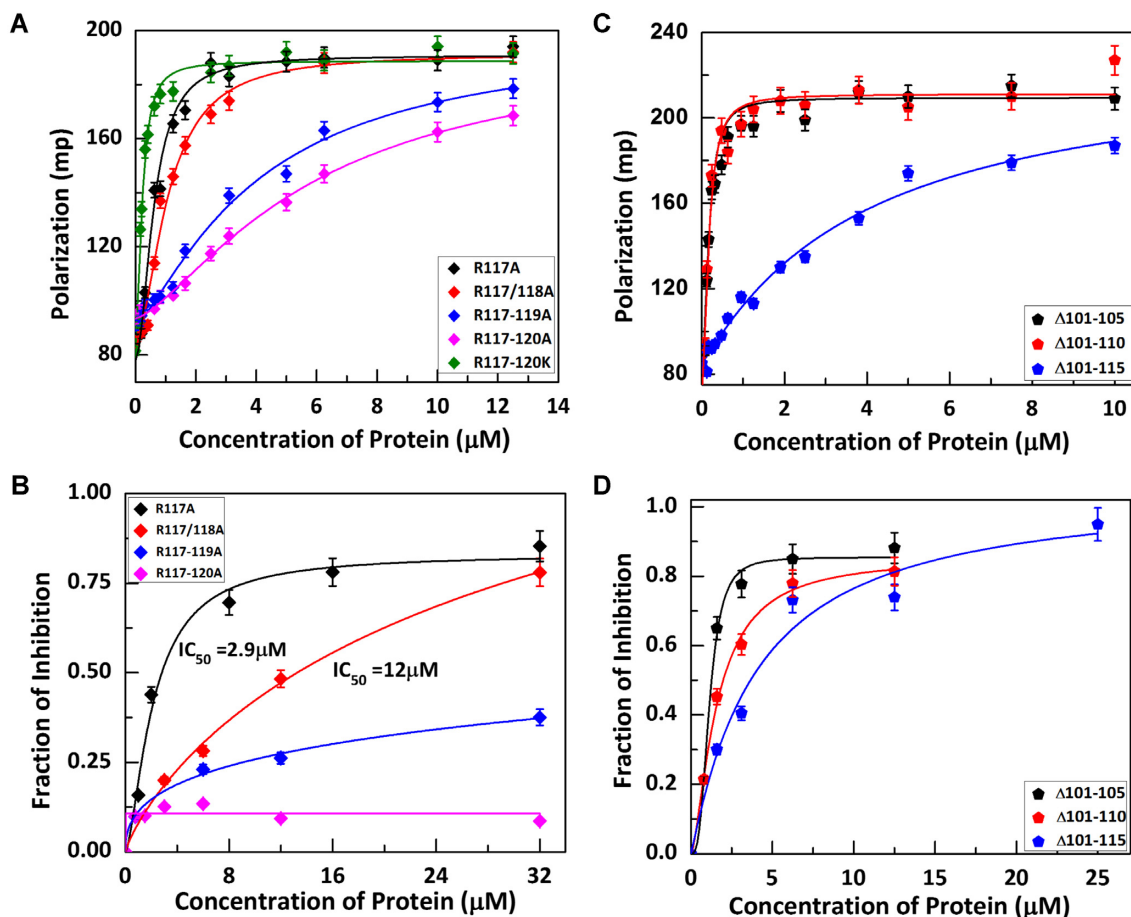 A
200
160
120
80
Polarization (mp)
R117A
R117/118A
R117-119A
R117-120A
R117-120K
0 2 4 6 8 10 12 14
Concentration of Protein (μM)
C
240
200
160
120
80
Polarization (mp)
Δ101-105
Δ101-110
Δ101-115
0 2 4 6 8 10
Concentration of Protein (μM)
B
1.00
0.75
0.50
0.25
0.00
Fraction of Inhibition
R117A
R117/118A
R117-119A
R117-120A
IC50 =2.9μM
IC50 =12μM
0 8 16 24 32
Concentration of Protein (μM)
D
1.0
0.8
0.6
0.4
0.2
0.0
Fraction of Inhibition
Δ101-105
Δ101-110
Δ101-115
0 5 10 15 20 25
Concentration of Protein (μM)